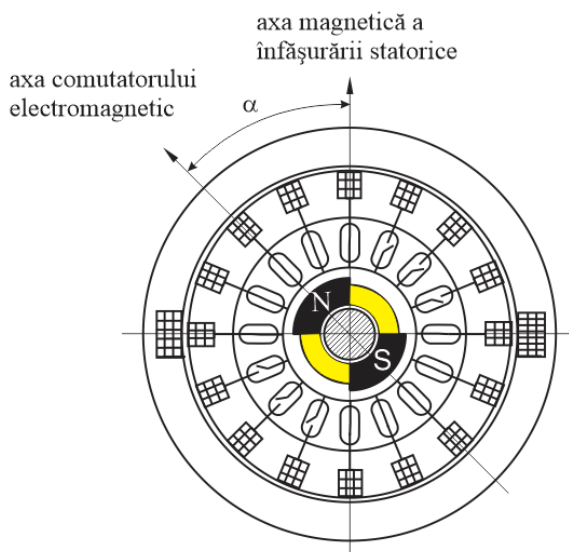 axa magnetică a
înfăşurării statorice
axa comutatorului
electromagnetic
α
N
S